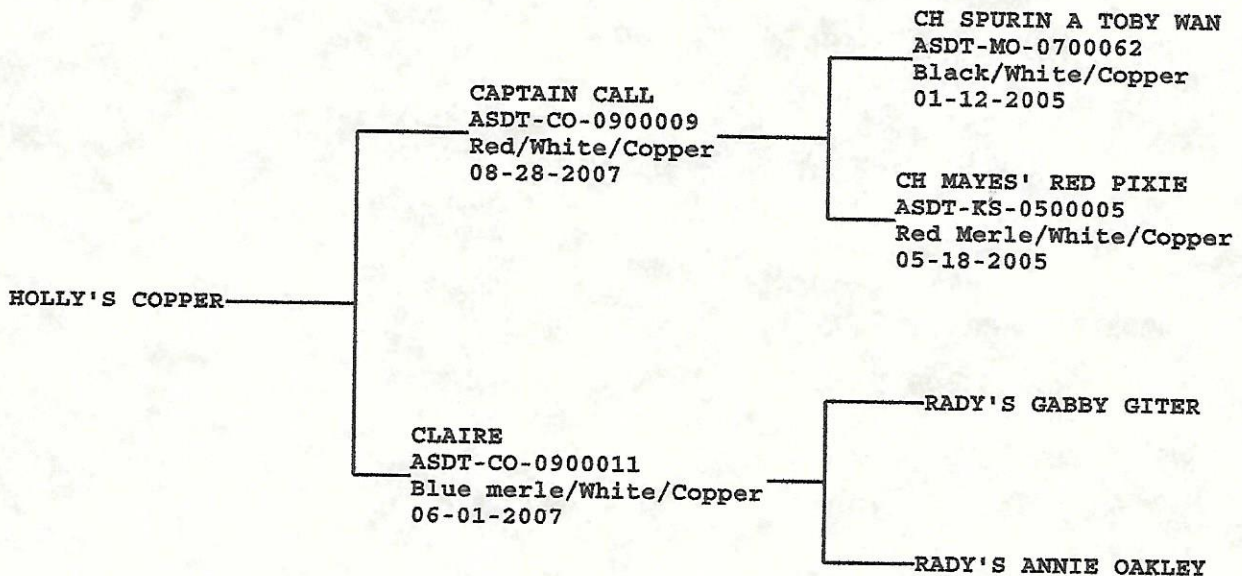 CH SPURIN A TOBY WAN
ASDT-MO-0700062
Black/White/Copper
01-12-2005
CAPTAIN CALL
ASDT-CO-0900009
Red/White/Copper
08-28-2007
CH MAYES' RED PIXIE
ASDT-KS-0500005
Red Merle/White/Copper
05-18-2005
HOLLY'S COPPER
RADY'S GABBY GITER
CLAIRE
ASDT-CO-0900011
Blue merle/White/Copper
06-01-2007
RADY'S ANNIE OAKLEY